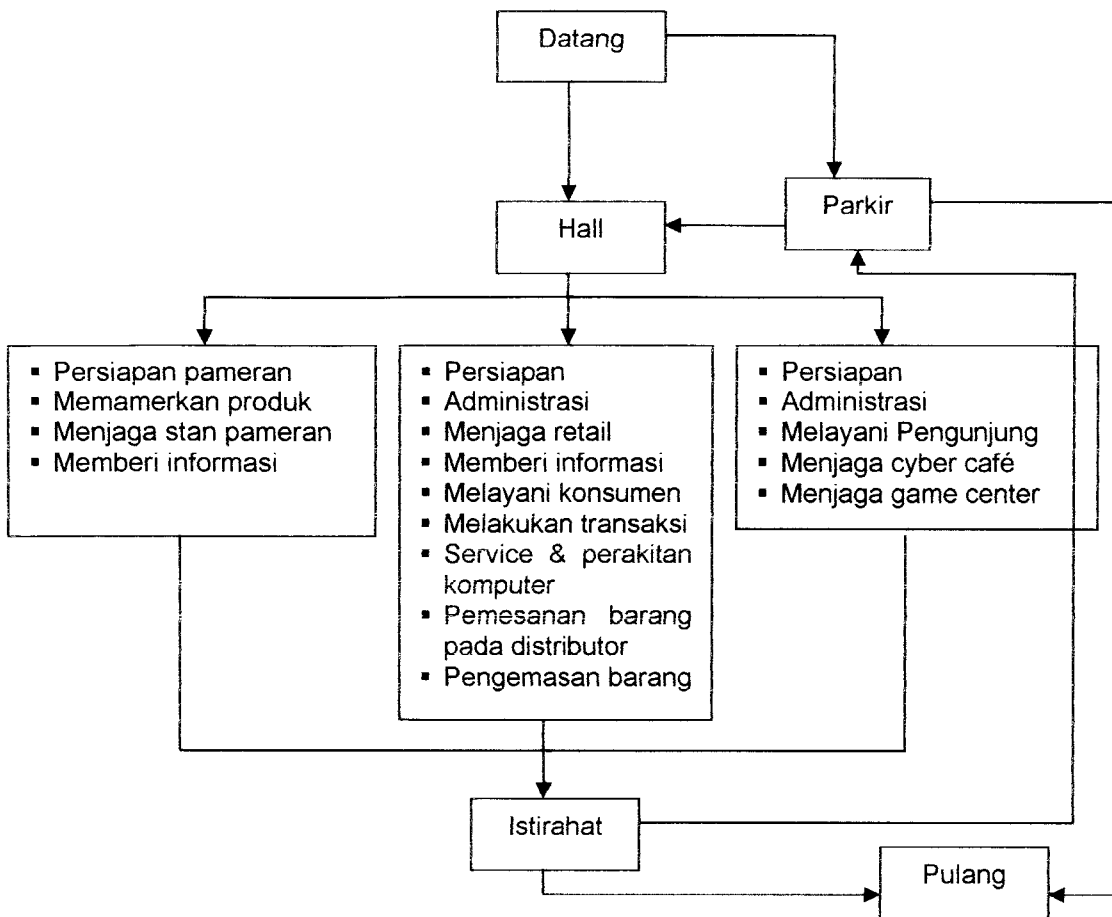 Datang
Parkir
Hall
▪ Persiapan pameran
▪ Memamerkan produk
▪ Menjaga stan pameran
▪ Memberi informasi
▪ Persiapan
▪ Administrasi
▪ Menjaga retail
▪ Memberi informasi
▪ Melayani konsumen
▪ Melakukan transaksi
▪ Service & perakitan
komputer
▪ Pemesanan barang
pada distributor
▪ Pengemasan barang
▪ Persiapan
▪ Administrasi
▪ Melayani Pengunjung
▪ Menjaga cyber café
▪ Menjaga game center
Istirahat
Pulang